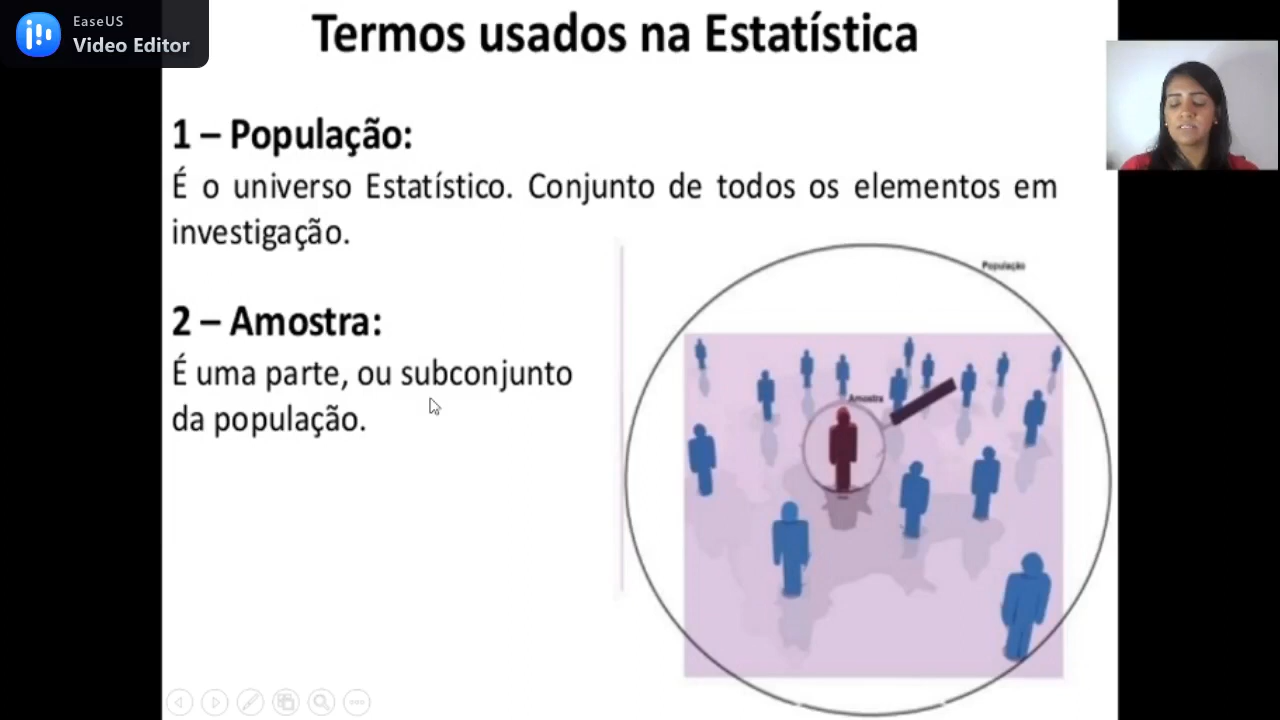 EaseUS
Video Editor
Termos usados na Estatística
1 – População:
É o universo Estatístico. Conjunto de todos os elementos em
investigação.
População
2 – Amostra:
É uma parte, ou subconjunto
da população.
Amostra